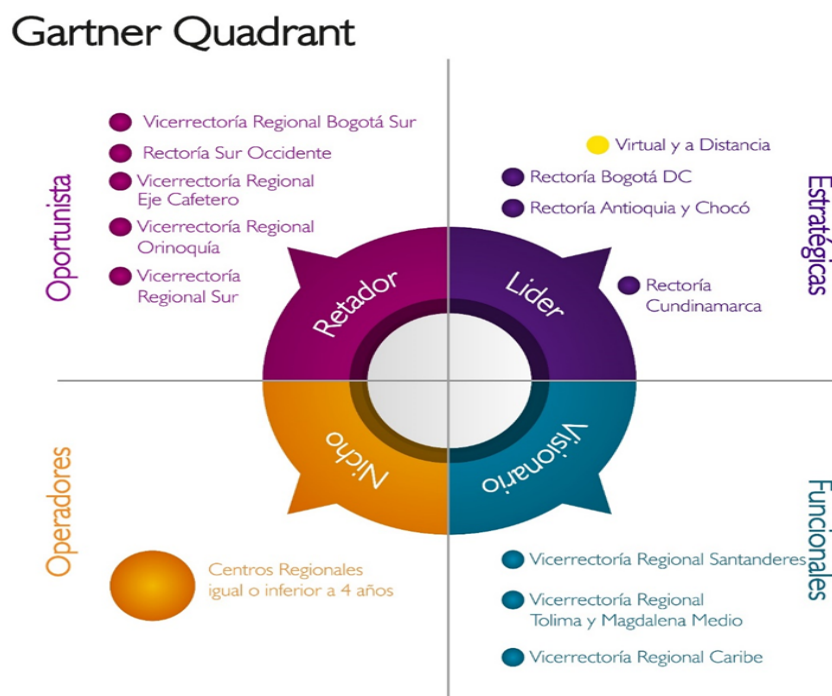 Gartner Quadrant
Oportunista
Vicerrectoría Regional Bogotá Sur
Rectoría Sur Occidente
Vicerrectoría Regional
Eje Cafetero
Vicerrectoría Regional
Orinoquía
Vicerrectoría
Regional Sur
Retador
Estratégicas
Virtual y a Distancia
Rectoría Bogotá DC
Rectoría Antioquia y Chocó
Rectoría
Cundinamarca
Lider
Operadores
Nicho
Centros Regionales
igual o inferior a 4 años
Visionario
Funcionales
Vicerrectoría Regional Santanderes
Vicerrectoría Regional
Tolima y Magdalena Medio
Vicerrectoría Regional Caribe